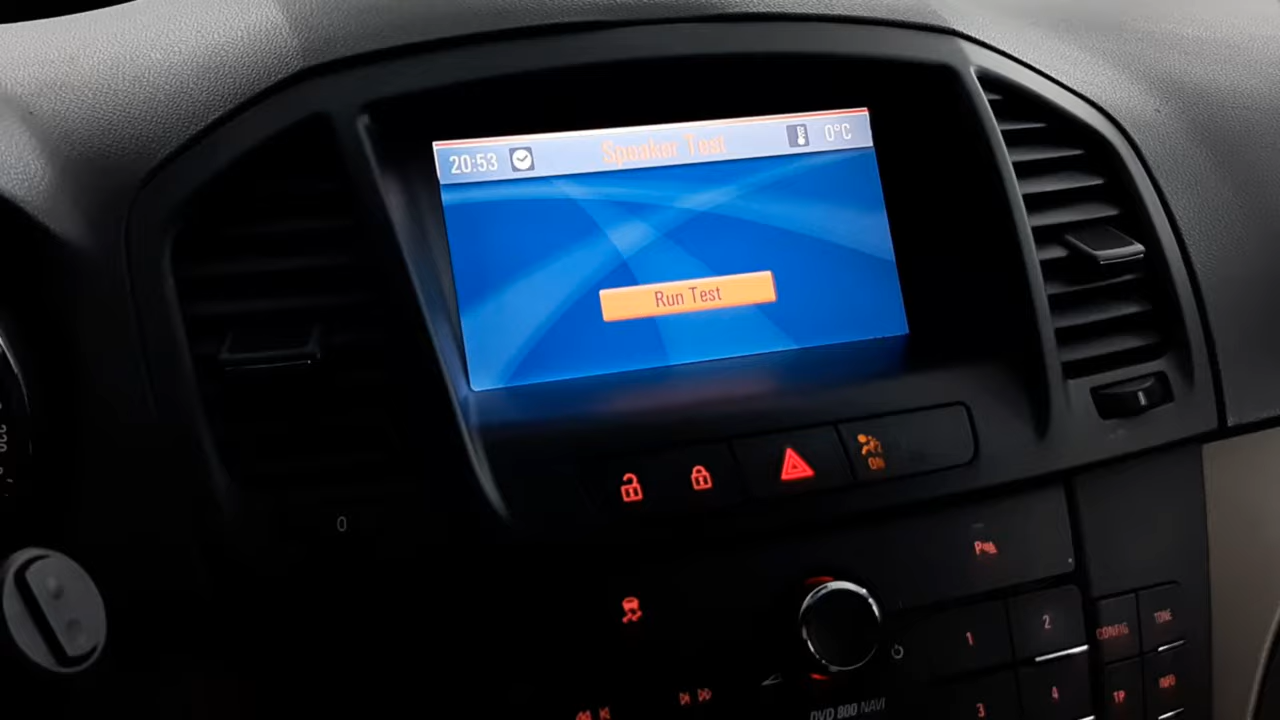 20:53 Speaker Test 0°C
Run Test
ON
0
1 2 CONFIG TONE
3 4 TP INFO
DVD 800 NAVI